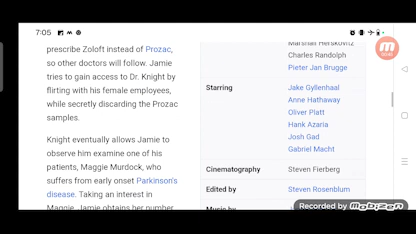 7:05
prescribe Zoloft instead of Prozac,
so other doctors will follow. Jamie
tries to gain access to Dr. Knight by
flirting with his female employees,
while secretly discarding the Prozac
samples.
Knight eventually allows Jamie to
observe him examine one of his
patients, Maggie Murdock, who
suffers from early onset Parkinson's
disease. Taking an interest in
Maggie, Jamie obtains her number
Marshall Herskovitz
Charles Randolph
Pieter Jan Brugge
Starring
Jake Gyllenhaal
Anne Hathaway
Oliver Platt
Hank Azaria
Josh Gad
Gabriel Macht
Cinematography
Steven Fierberg
Edited by
Steven Rosenblum
Music by
Recorded by mobizen